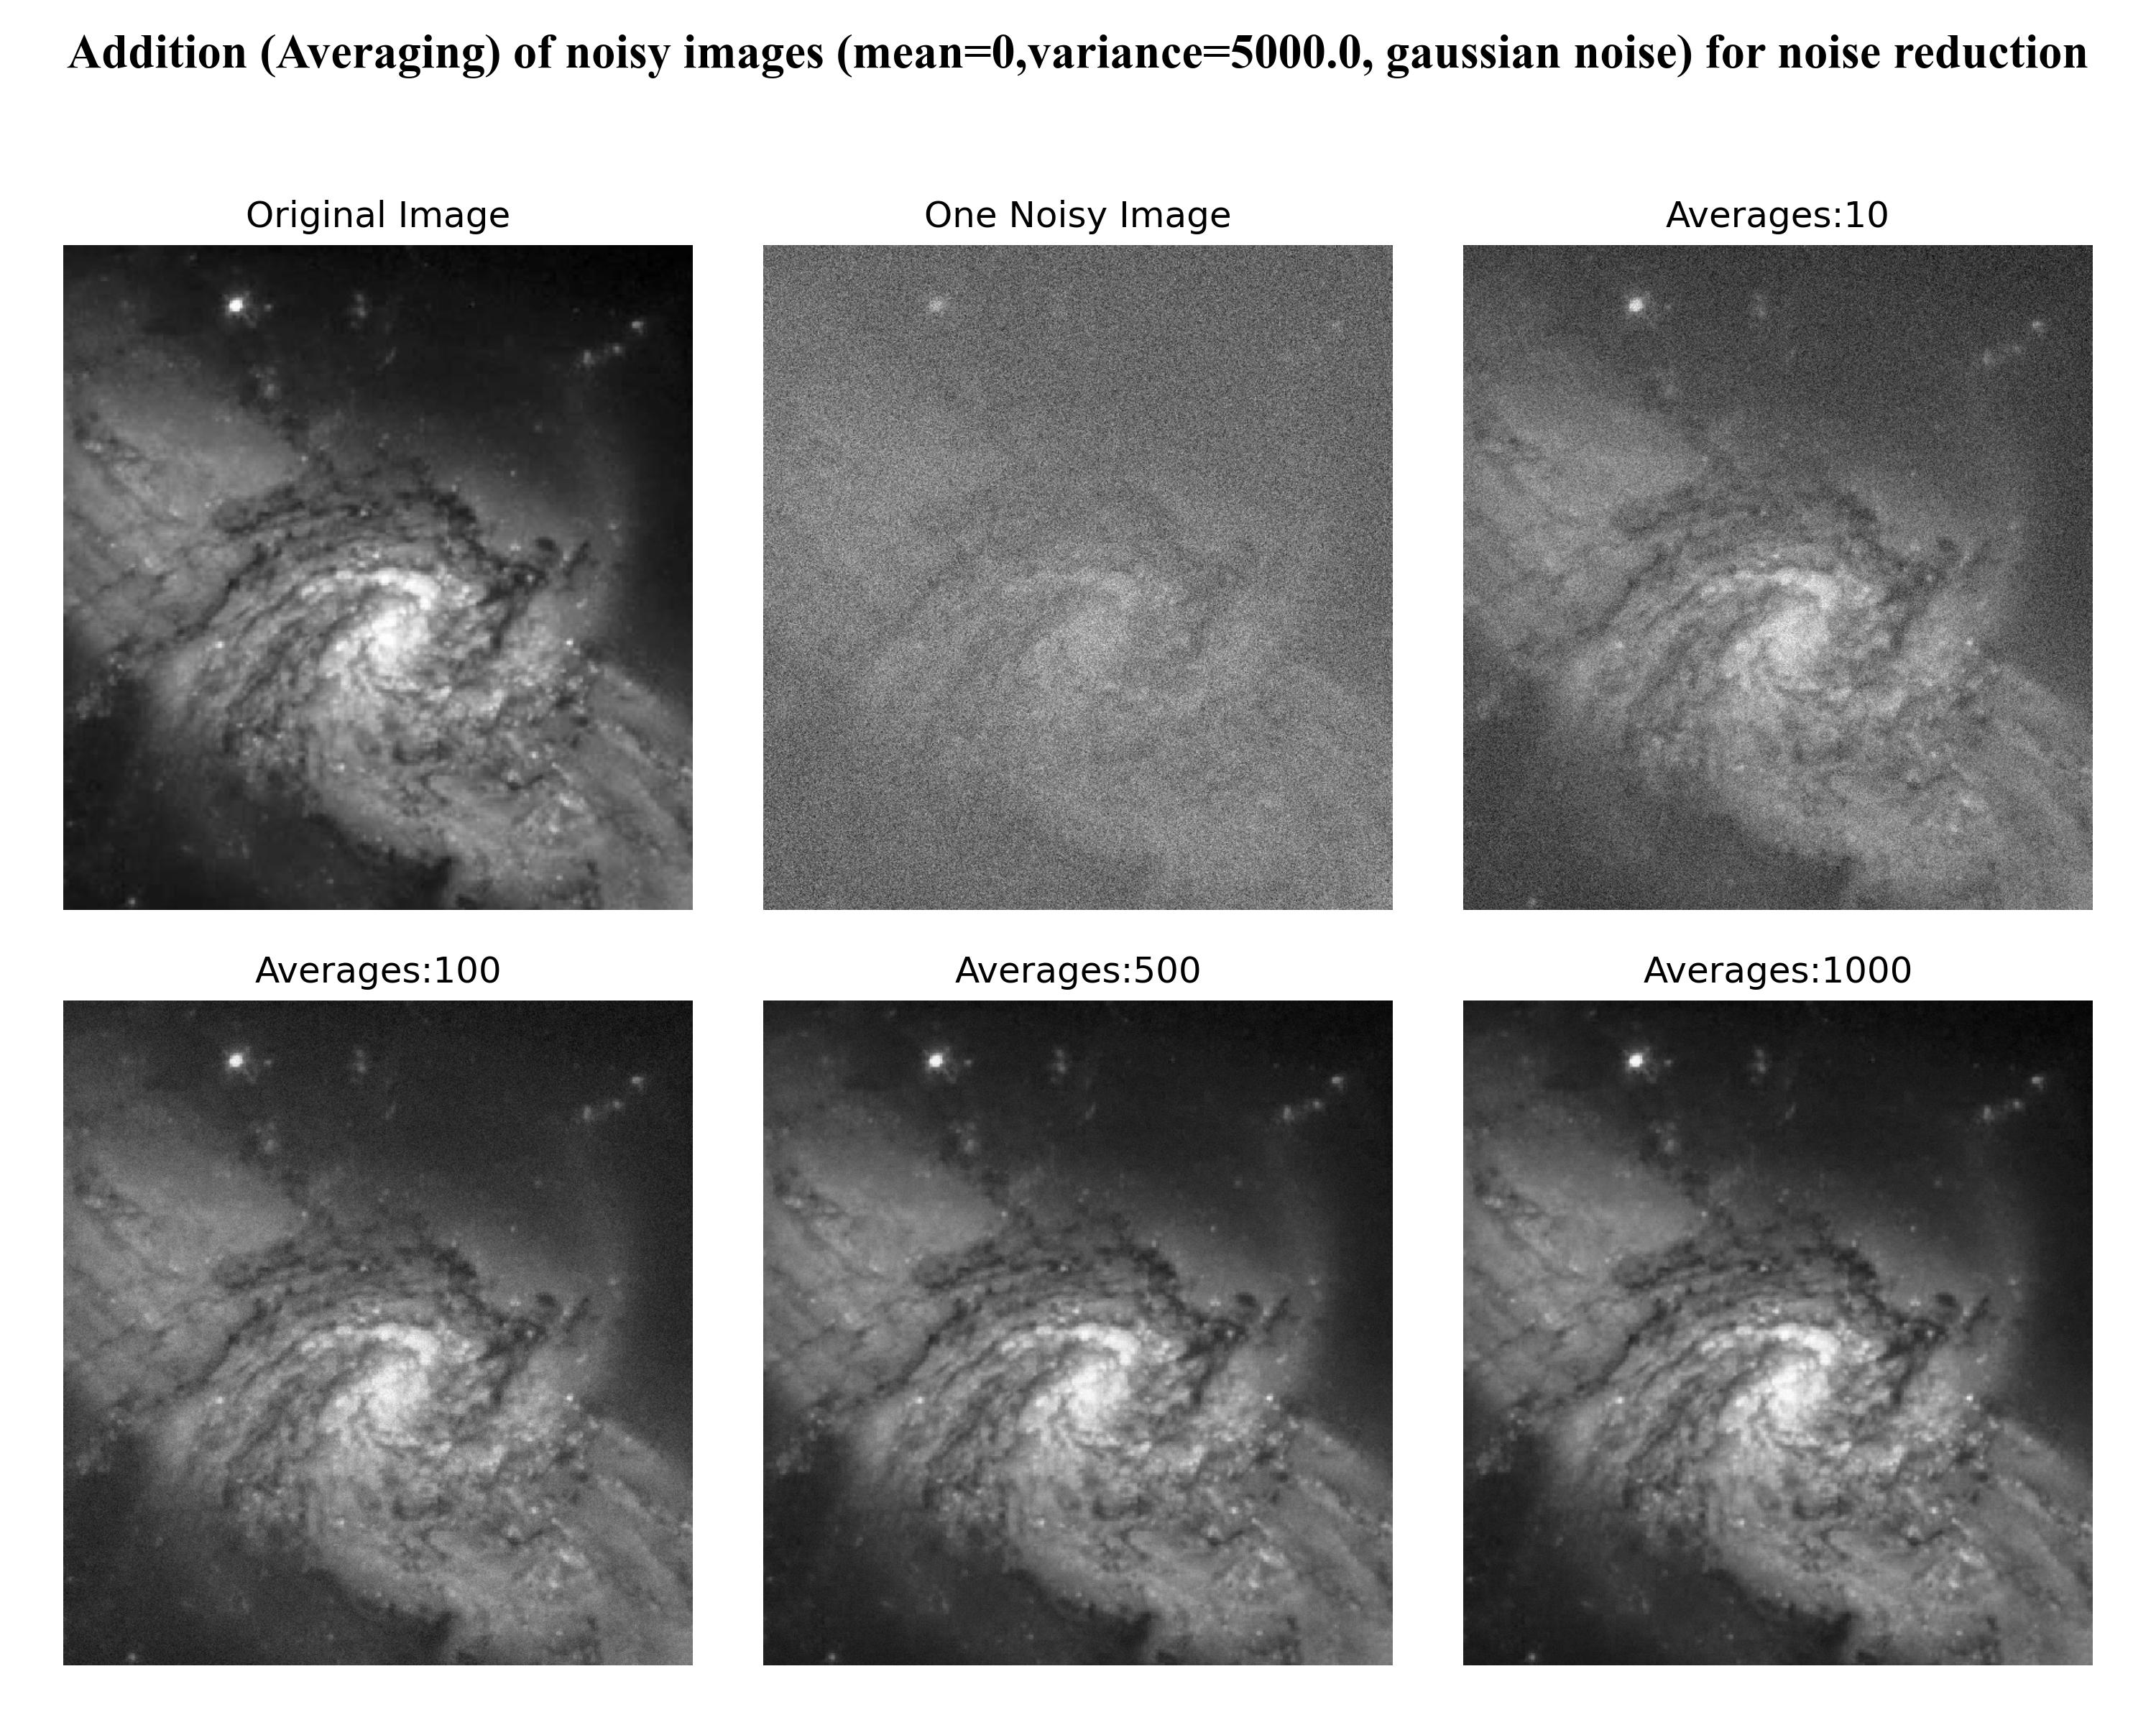 Addition (Averaging) of noisy images (mean=0,variance=5000.0, gaussian noise) for noise reduction
Original Image
One Noisy Image
Averages:10
Averages:100
Averages:500
Averages:1000